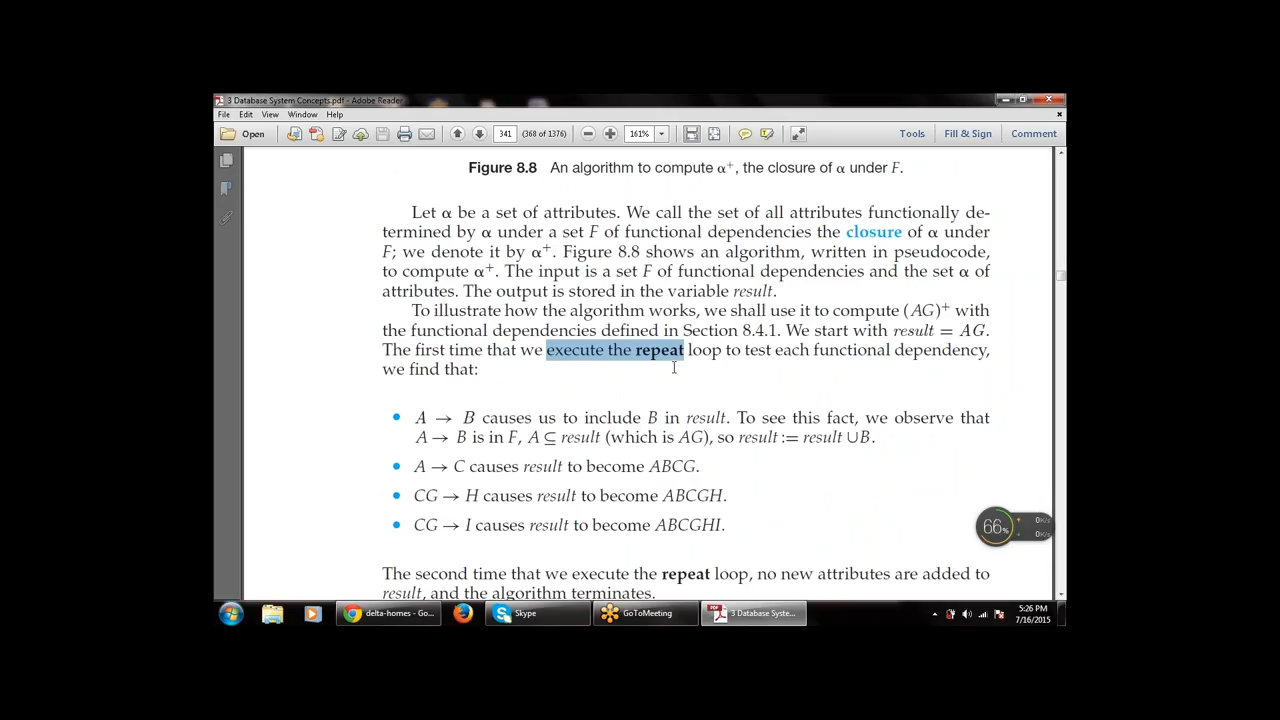 3 Database System Concepts.pdf - Adobe Reader
File Edit View Window Help
Open 341 (368 of 1376) 161% Tools Fill & Sign Comment
Figure 8.8 An algorithm to compute α+, the closure of α under F.
Let α be a set of attributes. We call the set of all attributes functionally de-
termined by α under a set F of functional dependencies the closure of α under
F; we denote it by α+. Figure 8.8 shows an algorithm, written in pseudocode,
to compute α+. The input is a set F of functional dependencies and the set α of
attributes. The output is stored in the variable result.
To illustrate how the algorithm works, we shall use it to compute (AG)+ with
the functional dependencies defined in Section 8.4.1. We start with result = AG.
The first time that we execute the repeat loop to test each functional dependency,
we find that:
• A → B causes us to include B in result. To see this fact, we observe that
A → B is in F, A ⊆ result (which is AG), so result := result ∪ B.
• A → C causes result to become ABCG.
• CG → H causes result to become ABCGH.
• CG → I causes result to become ABCGHI.
66% 0K/s
0K/s
The second time that we execute the repeat loop, no new attributes are added to
result, and the algorithm terminates.
delta-homes - Go... Skype GoToMeeting 3 Database Syste... 5:26 PM
7/16/2015